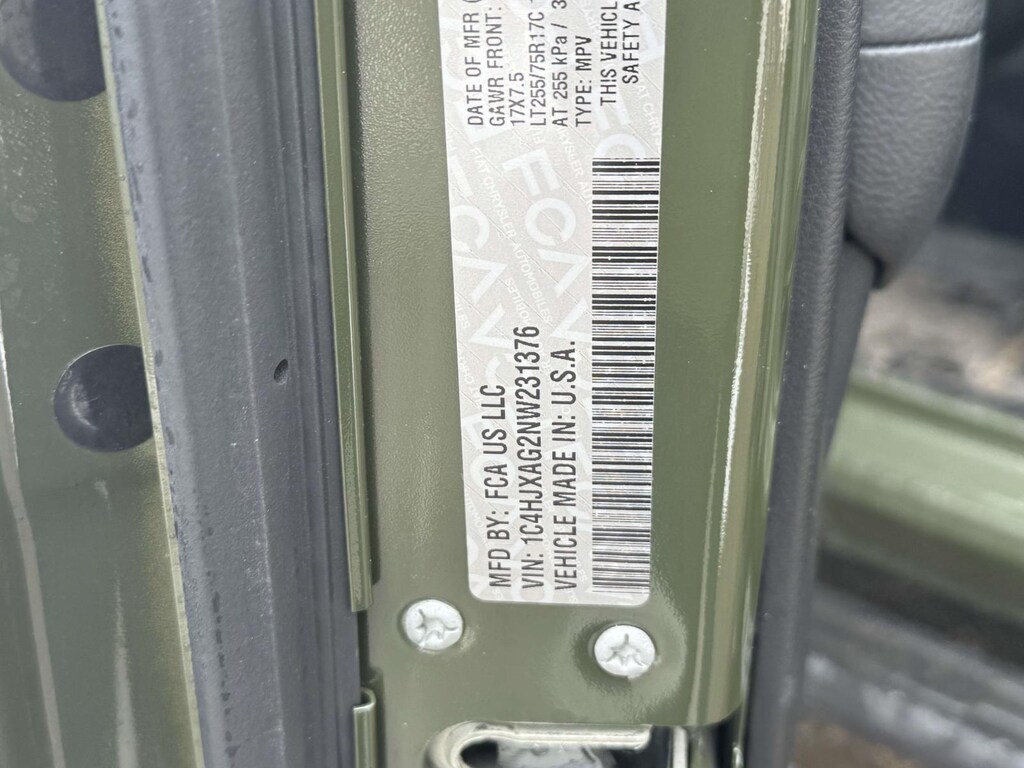 MFD BY: FCA US LLC
VIN: 1C4HJXAG2NW231376
VEHICLE MADE IN: U.S.A.
DATE OF MFR
GAWR FRONT:
17X7.5
LT255/75R17C
AT 255 kPa / 3
TYPE: MPV
THIS VEHICL
SAFETY A
FCA